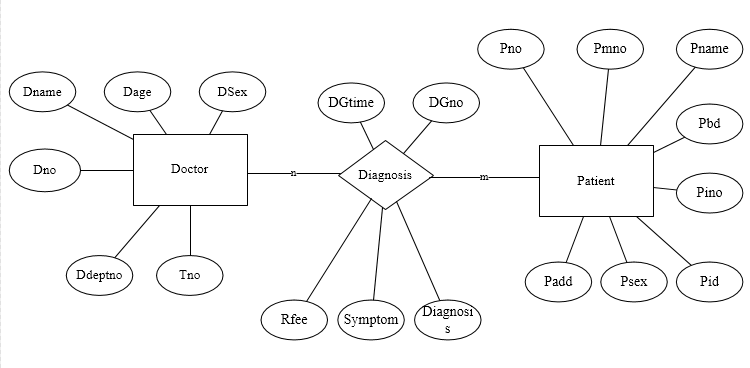 Pno
Pmno
Pname
Dname
Dage
DSex
DGtime
DGno
Pbd
Dno
Doctor
n
Diagnosis
m
Patient
Pino
Ddeptno
Tno
Padd
Psex
Pid
Rfee
Symptom
Diagnosi
s